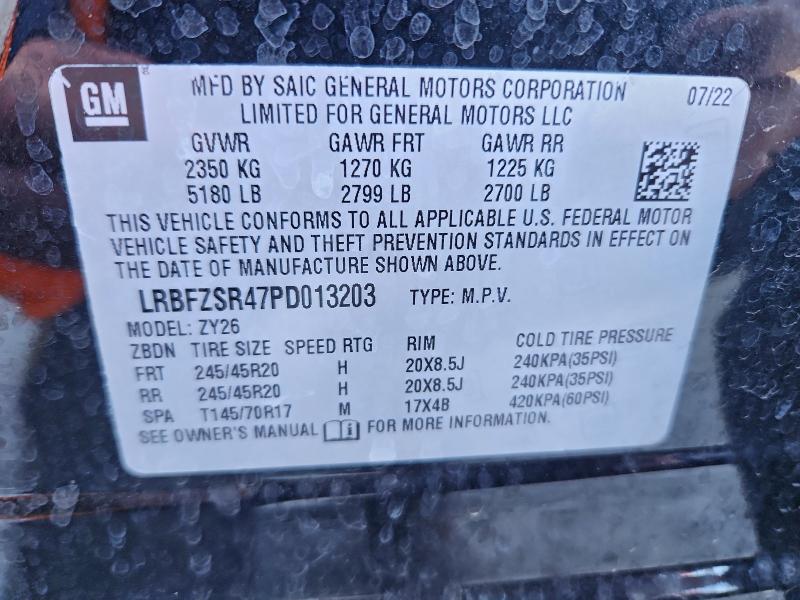 GM
MFD BY SAIC GENERAL MOTORS CORPORATION 07/22
LIMITED FOR GENERAL MOTORS LLC
GVWR GAWR FRT GAWR RR
2350 KG 1270 KG 1225 KG
5180 LB 2799 LB 2700 LB
THIS VEHICLE CONFORMS TO ALL APPLICABLE U.S. FEDERAL MOTOR
VEHICLE SAFETY AND THEFT PREVENTION STANDARDS IN EFFECT ON
THE DATE OF MANUFACTURE SHOWN ABOVE.
LRBFZSR47PD013203 TYPE: M.P.V.
MODEL: ZY26
ZBDN TIRE SIZE SPEED RTG RIM COLD TIRE PRESSURE
FRT 245/45R20 H 20X8.5J 240KPA(35PSI)
RR 245/45R20 H 20X8.5J 240KPA(35PSI)
SPA T145/70R17 M 17X4B 420KPA(60PSI)
SEE OWNER'S MANUAL i FOR MORE INFORMATION.